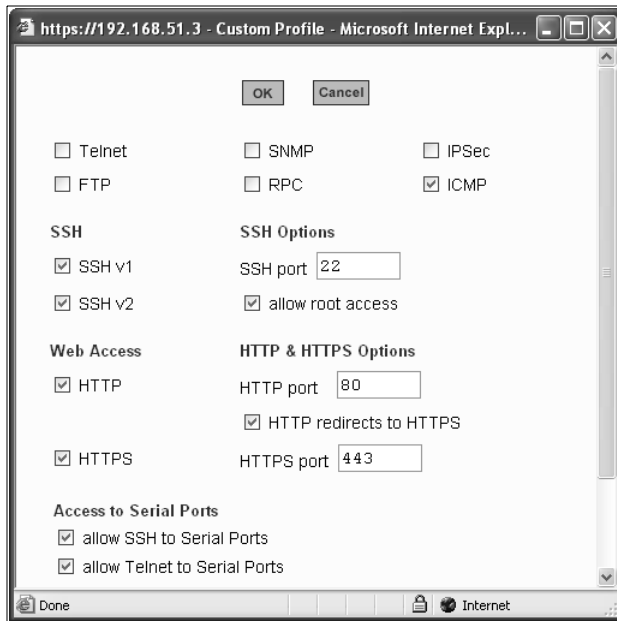 https://192.168.51.3 - Custom Profile - Microsoft Internet Expl...
OK Cancel
Telnet SNMP IPSec
FTP RPC ICMP
SSH SSH Options
SSH v1 SSH port 22
SSH v2 allow root access
Web Access HTTP & HTTPS Options
HTTP HTTP port 80
HTTP redirects to HTTPS
HTTPS HTTPS port 443
Access to Serial Ports
allow SSH to Serial Ports
allow Telnet to Serial Ports
Done Internet